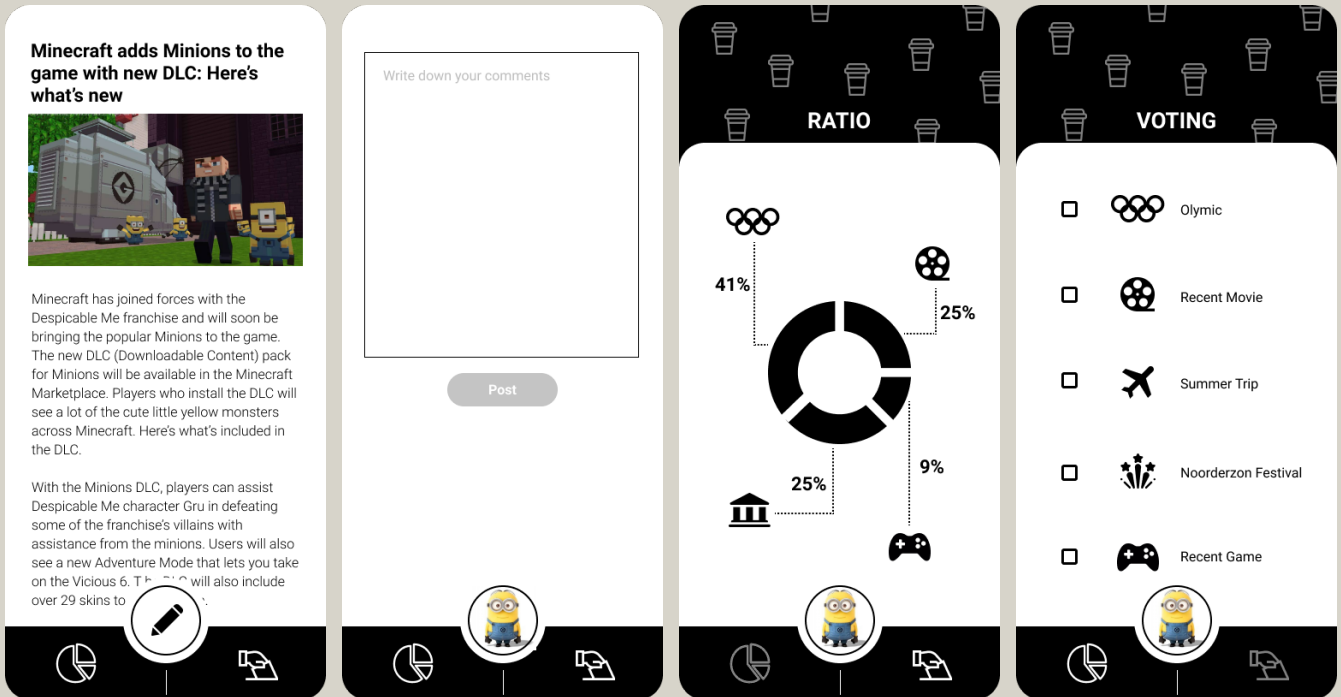 Minecraft adds Minions to the
game with new DLC: Here's
what's new
Minecraft has joined forces with the
Despicable Me franchise and will soon be
bringing the popular Minions to the game.
The new DLC (Downloadable Content) pack
for Minions will be available in the Minecraft
Marketplace. Players who install the DLC will
see a lot of the cute little yellow monsters
across Minecraft. Here's what's included in
the DLC.
With the Minions DLC, players can assist
Despicable Me character Gru in defeating
some of the franchise's villains with
assistance from the minions. Users will also
see a new Adventure Mode that lets you take
on the Vicious 6. The DLC will also include
over 29 skins to
Write down your comments
Post
RATIO
41%
25%
9%
25%
VOTING
Olymic
Recent Movie
Summer Trip
Noorderzon Festival
Recent Game